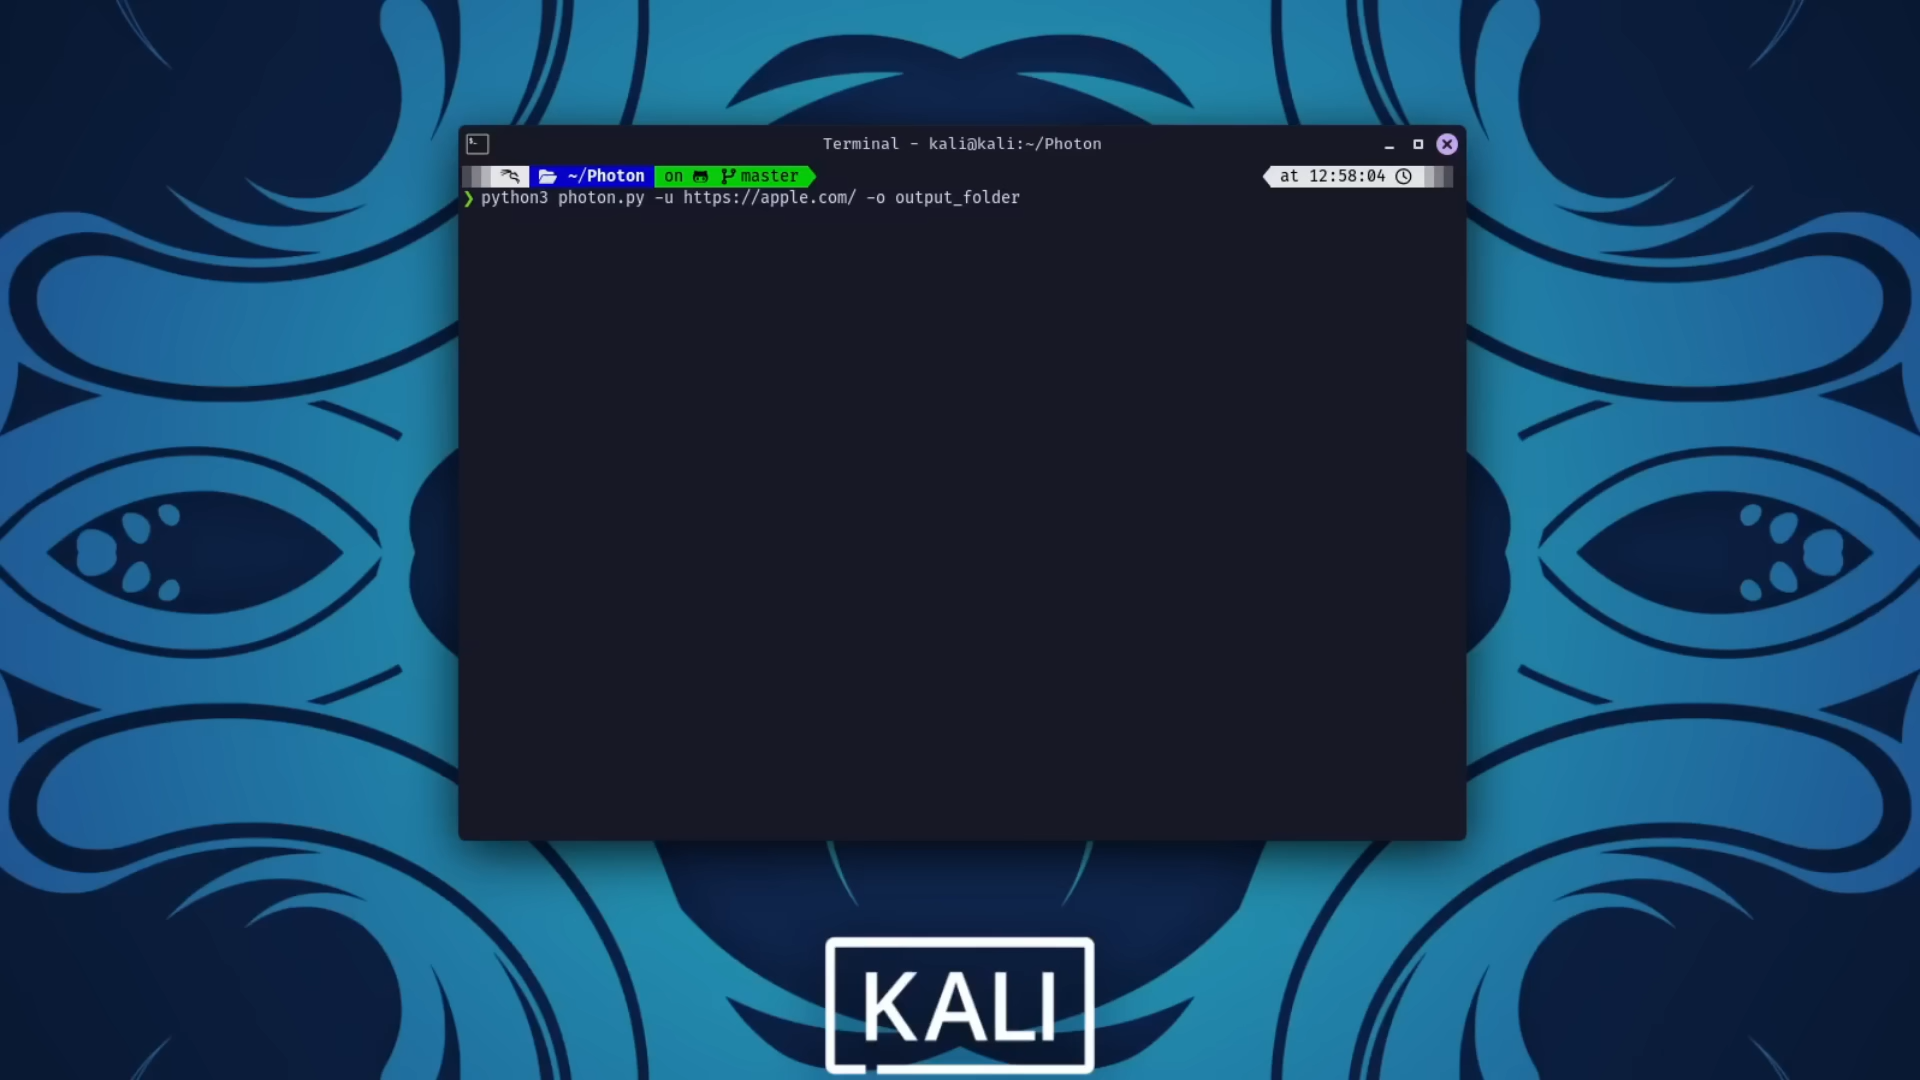 Terminal - kali@kali:~/Photon
~/Photon on master at 12:58:04
❯ python3 photon.py -u https://apple.com/ -o output_folder
KALI